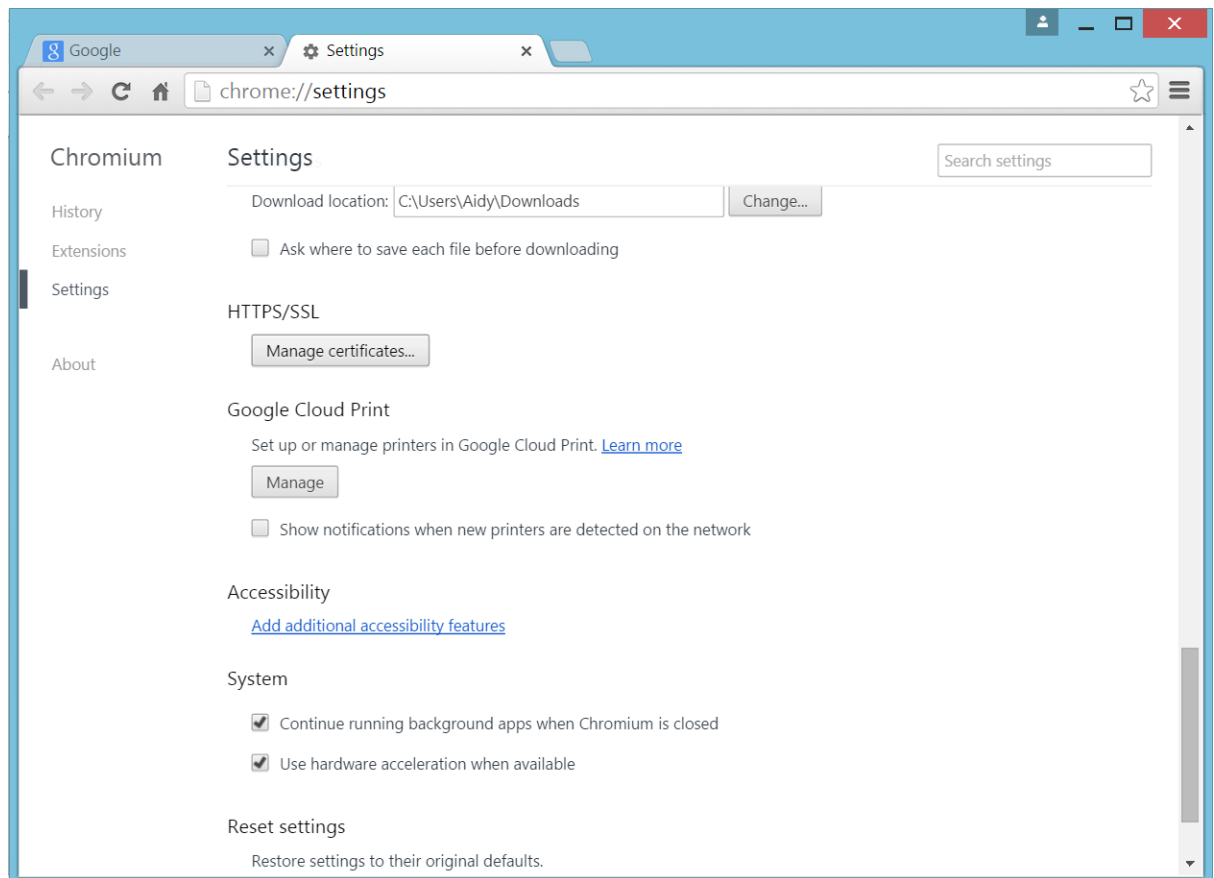 Google
Settings
chrome://settings
Chromium
Settings
Search settings
History
Extensions
Settings
About
Download location: C:\Users\Aidy\Downloads Change...
Ask where to save each file before downloading
HTTPS/SSL
Manage certificates...
Google Cloud Print
Set up or manage printers in Google Cloud Print. Learn more
Manage
Show notifications when new printers are detected on the network
Accessibility
Add additional accessibility features
System
Continue running background apps when Chromium is closed
Use hardware acceleration when available
Reset settings
Restore settings to their original defaults.